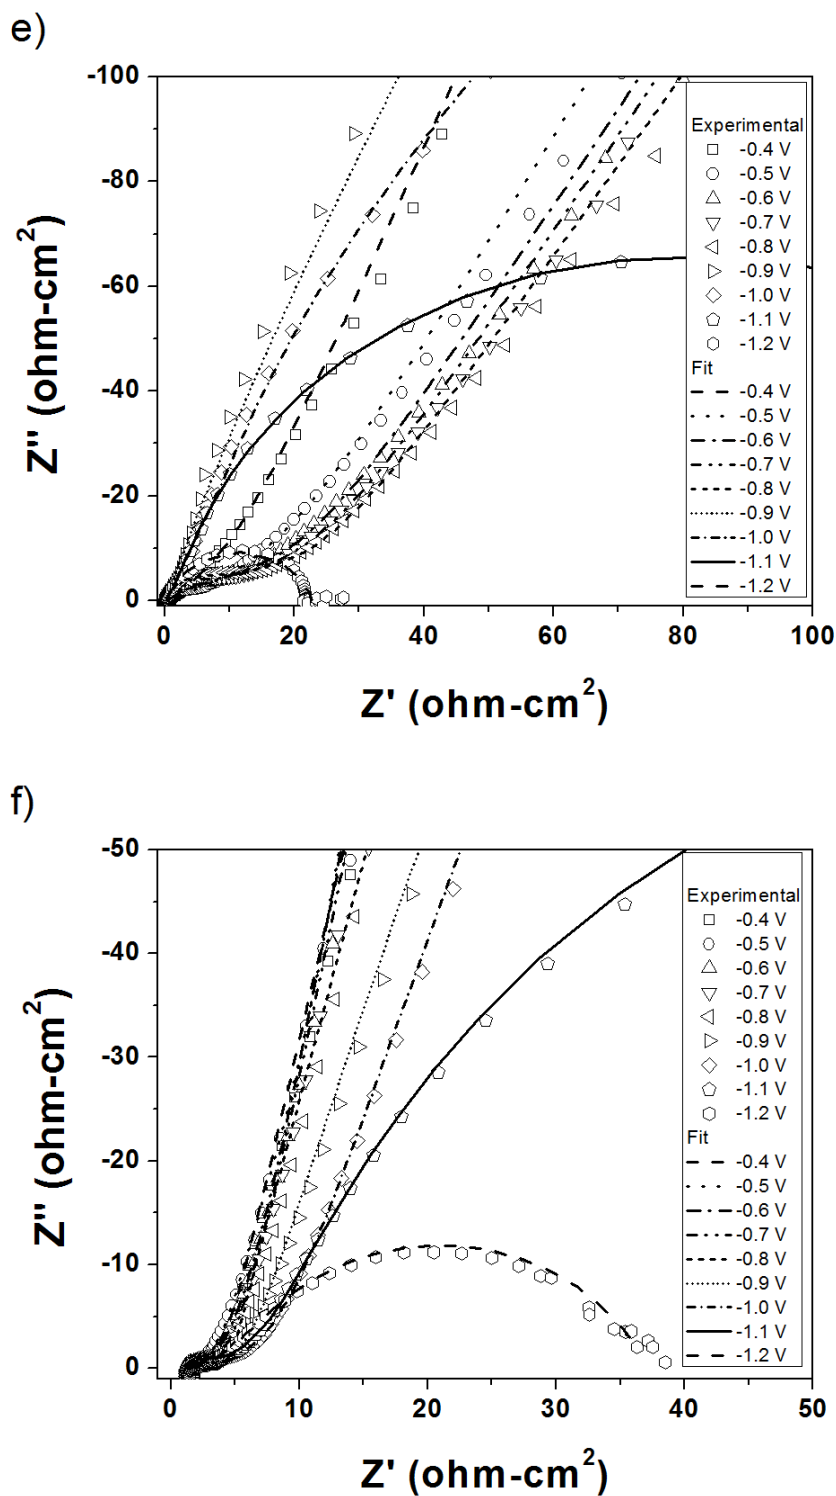 e)
-100
-80
-60
-40
-20
0
Z'' (ohm-cm²)
0 20 40 60 80 100
Z' (ohm-cm²)
Experimental
-0.4 V
-0.5 V
-0.6 V
-0.7 V
-0.8 V
-0.9 V
-1.0 V
-1.1 V
-1.2 V
Fit
-0.4 V
-0.5 V
-0.6 V
-0.7 V
-0.8 V
-0.9 V
-1.0 V
-1.1 V
-1.2 V
f)
-50
-40
-30
-20
-10
0
Z'' (ohm-cm²)
0 10 20 30 40 50
Z' (ohm-cm²)
Experimental
-0.4 V
-0.5 V
-0.6 V
-0.7 V
-0.8 V
-0.9 V
-1.0 V
-1.1 V
-1.2 V
Fit
-0.4 V
-0.5 V
-0.6 V
-0.7 V
-0.8 V
-0.9 V
-1.0 V
-1.1 V
-1.2 V